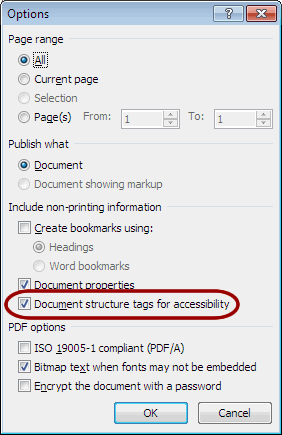 Options
?
Page range
All
Current page
Selection
Page(s) From: 1 To: 1
Publish what
Document
Document showing markup
Include non-printing information
Create bookmarks using:
Headings
Word bookmarks
Document properties
Document structure tags for accessibility
PDF options
ISO 19005-1 compliant (PDF/A)
Bitmap text when fonts may not be embedded
Encrypt the document with a password
OK Cancel